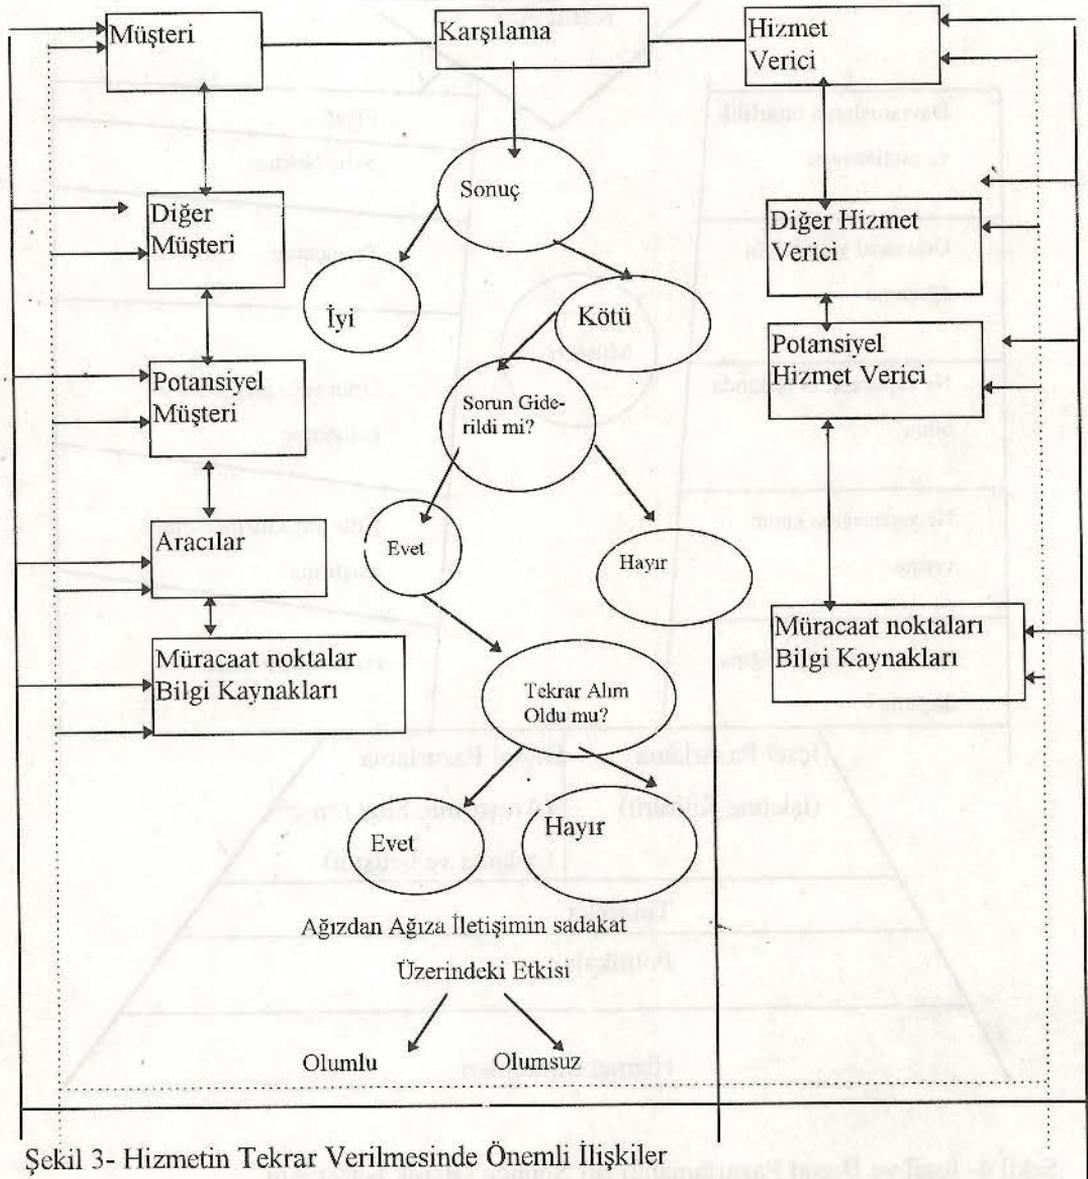 Müşteri
Karşılama
Hizmet
Verici
Sonuç
Diğer
Müşteri
Diğer Hizmet
Verici
İyi
Kötü
Potansiyel
Müşteri
Potansiyel
Hizmet Verici
Sorun Gide-
rildi mi?
Aracılar
Evet
Hayır
Müracaat noktalar
Bilgi Kaynakları
Müracaat noktaları
Bilgi Kaynakları
Tekrar Alım
Oldu mu?
Evet
Hayır
Ağızdan Ağıza İletişimin sadakat
Üzerindeki Etkisi
Olumlu
Olumsuz
Şekil 3- Hizmetin Tekrar Verilmesinde Önemli İlişkiler